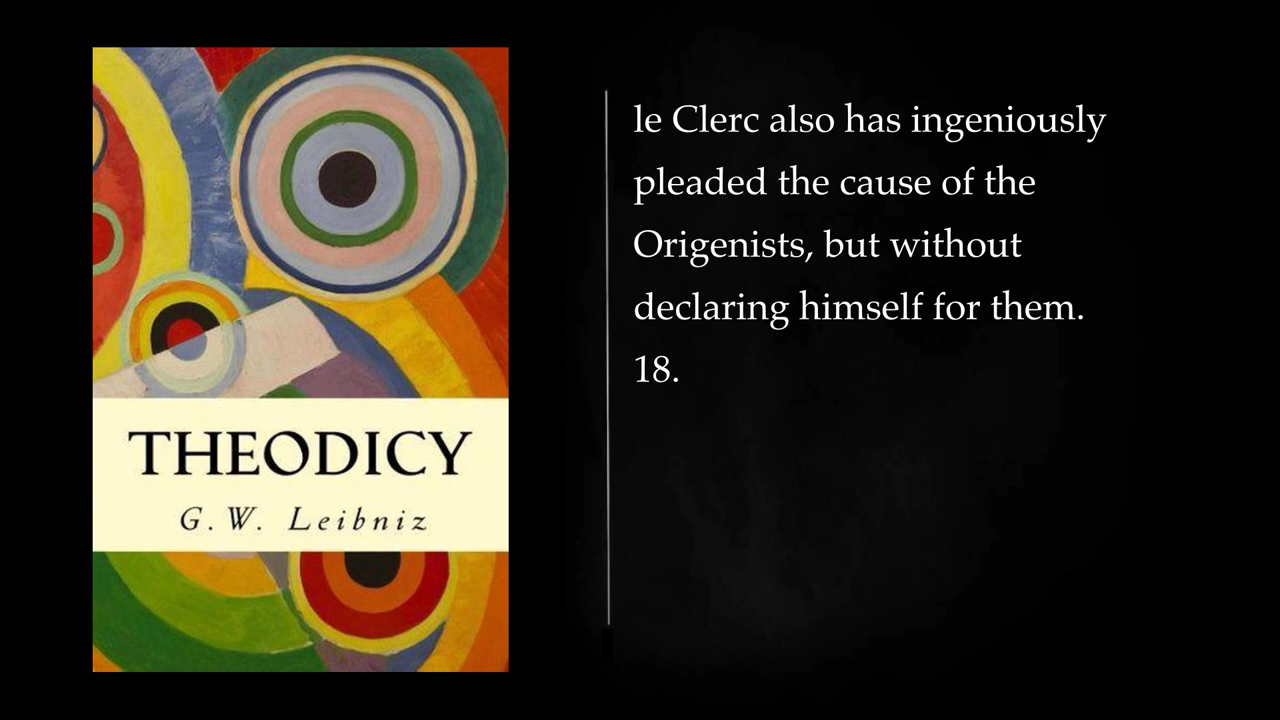 THEODICY
G. W. Leibniz
le Clerc also has ingeniously
pleaded the cause of the
Origenists, but without
declaring himself for them.
18.